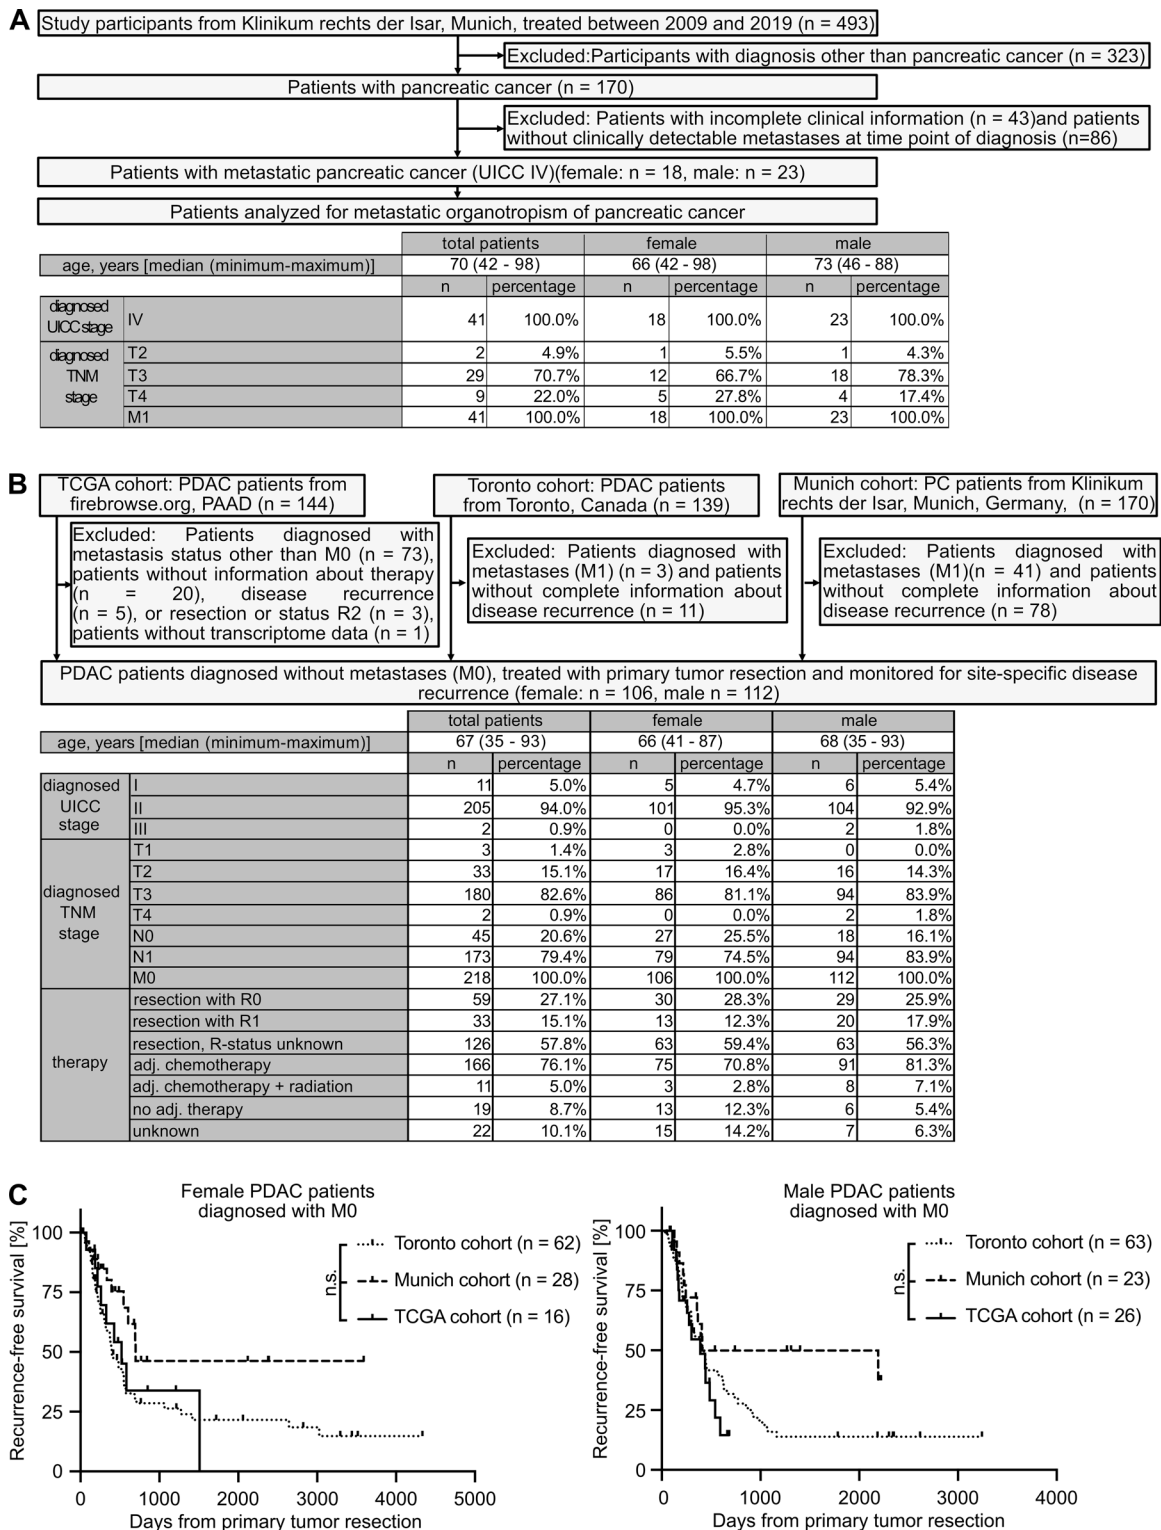 A
Study participants from Klinikum rechts der Isar, Munich, treated between 2009 and 2019 (n = 493)
Excluded:Participants with diagnosis other than pancreatic cancer (n = 323)
Patients with pancreatic cancer (n = 170)
Excluded: Patients with incomplete clinical information (n = 43)and patients
without clinically detectable metastases at time point of diagnosis (n=86)
Patients with metastatic pancreatic cancer (UICC IV)(female: n = 18, male: n = 23)
Patients analyzed for metastatic organotropism of pancreatic cancer
total patients female male
age, years [median (minimum-maximum)] 70 (42 - 98) 66 (42 - 98) 73 (46 - 88)
n percentage n percentage n percentage
diagnosed UICC stage IV 41 100.0% 18 100.0% 23 100.0%
diagnosed TNM stage T2 2 4.9% 1 5.5% 1 4.3%
T3 29 70.7% 12 66.7% 18 78.3%
T4 9 22.0% 5 27.8% 4 17.4%
M1 41 100.0% 18 100.0% 23 100.0%
B
TCGA cohort: PDAC patients from
firebrowse.org, PAAD (n = 144)
Excluded: Patients diagnosed with
metastasis status other than M0 (n = 73),
patients without information about therapy
(n = 20), disease recurrence
(n = 5), or resection or status R2 (n = 3),
patients without transcriptome data (n = 1)
Toronto cohort: PDAC patients
from Toronto, Canada (n = 139)
Excluded: Patients diagnosed with
metastases (M1) (n = 3) and patients
without complete information about
disease recurrence (n = 11)
Munich cohort: PC patients from Klinikum
rechts der Isar, Munich, Germany, (n = 170)
Excluded: Patients diagnosed with
metastases (M1)(n = 41) and patients
without complete information about
disease recurrence (n = 78)
PDAC patients diagnosed without metastases (M0), treated with primary tumor resection and monitored for site-specific disease
recurrence (female: n = 106, male n = 112)
total patients female male
age, years [median (minimum-maximum)] 67 (35 - 93) 66 (41 - 87) 68 (35 - 93)
n percentage n percentage n percentage
diagnosed UICC stage I 11 5.0% 5 4.7% 6 5.4%
II 205 94.0% 101 95.3% 104 92.9%
III 2 0.9% 0 0.0% 2 1.8%
diagnosed TNM stage T1 3 1.4% 3 2.8% 0 0.0%
T2 33 15.1% 17 16.4% 16 14.3%
T3 180 82.6% 86 81.1% 94 83.9%
T4 2 0.9% 0 0.0% 2 1.8%
N0 45 20.6% 27 25.5% 18 16.1%
N1 173 79.4% 79 74.5% 94 83.9%
M0 218 100.0% 106 100.0% 112 100.0%
therapy resection with R0 59 27.1% 30 28.3% 29 25.9%
resection with R1 33 15.1% 13 12.3% 20 17.9%
resection, R-status unknown 126 57.8% 63 59.4% 63 56.3%
adj. chemotherapy 166 76.1% 75 70.8% 91 81.3%
adj. chemotherapy + radiation 11 5.0% 3 2.8% 8 7.1%
no adj. therapy 19 8.7% 13 12.3% 6 5.4%
unknown 22 10.1% 15 14.2% 7 6.3%
C
Female PDAC patients
diagnosed with M0
Recurrence-free survival [%]
100
75
50
25
0
0 1000 2000 3000 4000 5000
Days from primary tumor resection
n.s.
Toronto cohort (n = 62)
Munich cohort (n = 28)
TCGA cohort (n = 16)
Male PDAC patients
diagnosed with M0
Recurrence-free survival [%]
100
75
50
25
0
0 1000 2000 3000 4000
Days from primary tumor resection
n.s.
Toronto cohort (n = 63)
Munich cohort (n = 23)
TCGA cohort (n = 26)